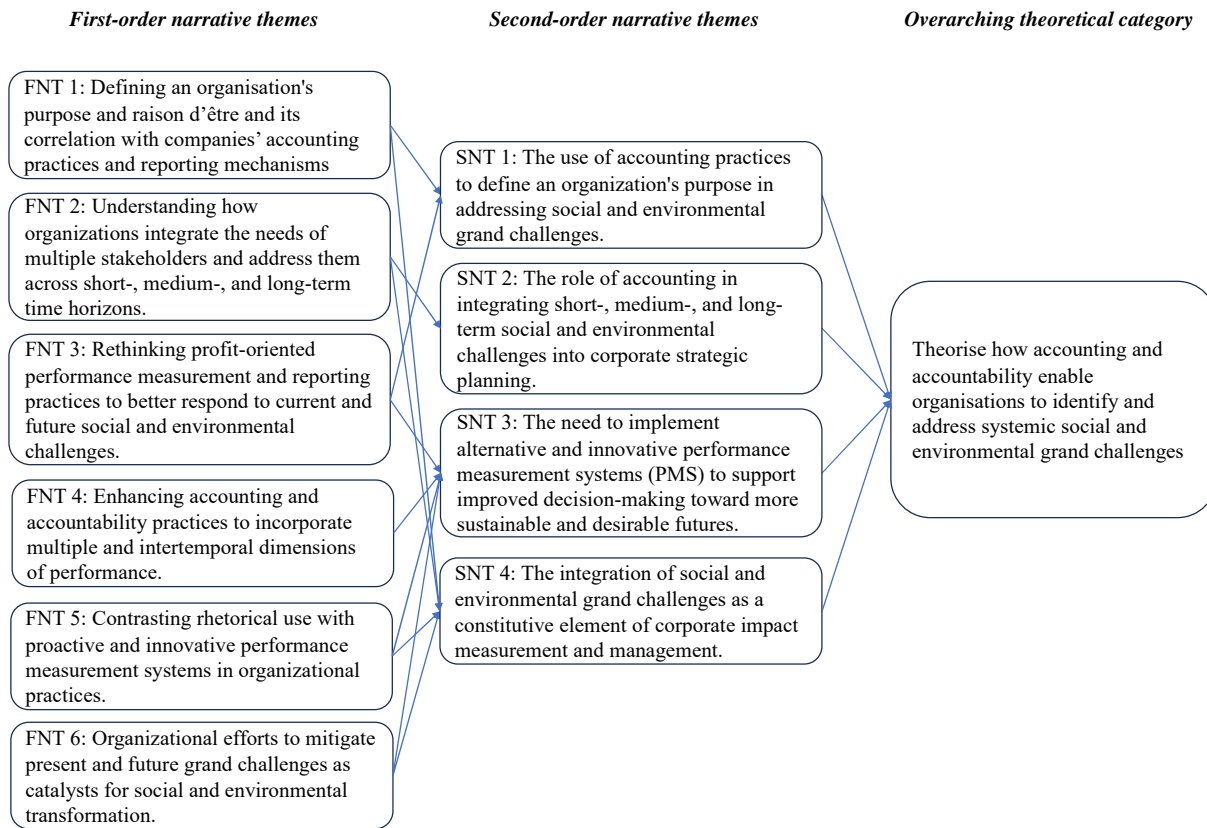 First-order narrative themes
Second-order narrative themes
Overarching theoretical category
FNT 1: Defining an organisation's
purpose and raison d’être and its
correlation with companies’ accounting
practices and reporting mechanisms
FNT 2: Understanding how
organizations integrate the needs of
multiple stakeholders and address them
across short-, medium-, and long-term
time horizons.
FNT 3: Rethinking profit-oriented
performance measurement and reporting
practices to better respond to current and
future social and environmental
challenges.
FNT 4: Enhancing accounting and
accountability practices to incorporate
multiple and intertemporal dimensions
of performance.
FNT 5: Contrasting rhetorical use with
proactive and innovative performance
measurement systems in organizational
practices.
FNT 6: Organizational efforts to mitigate
present and future grand challenges as
catalysts for social and environmental
transformation.
SNT 1: The use of accounting practices
to define an organization's purpose in
addressing social and environmental
grand challenges.
SNT 2: The role of accounting in
integrating short-, medium-, and long-
term social and environmental
challenges into corporate strategic
planning.
SNT 3: The need to implement
alternative and innovative performance
measurement systems (PMS) to support
improved decision-making toward more
sustainable and desirable futures.
SNT 4: The integration of social and
environmental grand challenges as a
constitutive element of corporate impact
measurement and management.
Theorise how accounting and
accountability enable
organisations to identify and
address systemic social and
environmental grand challenges